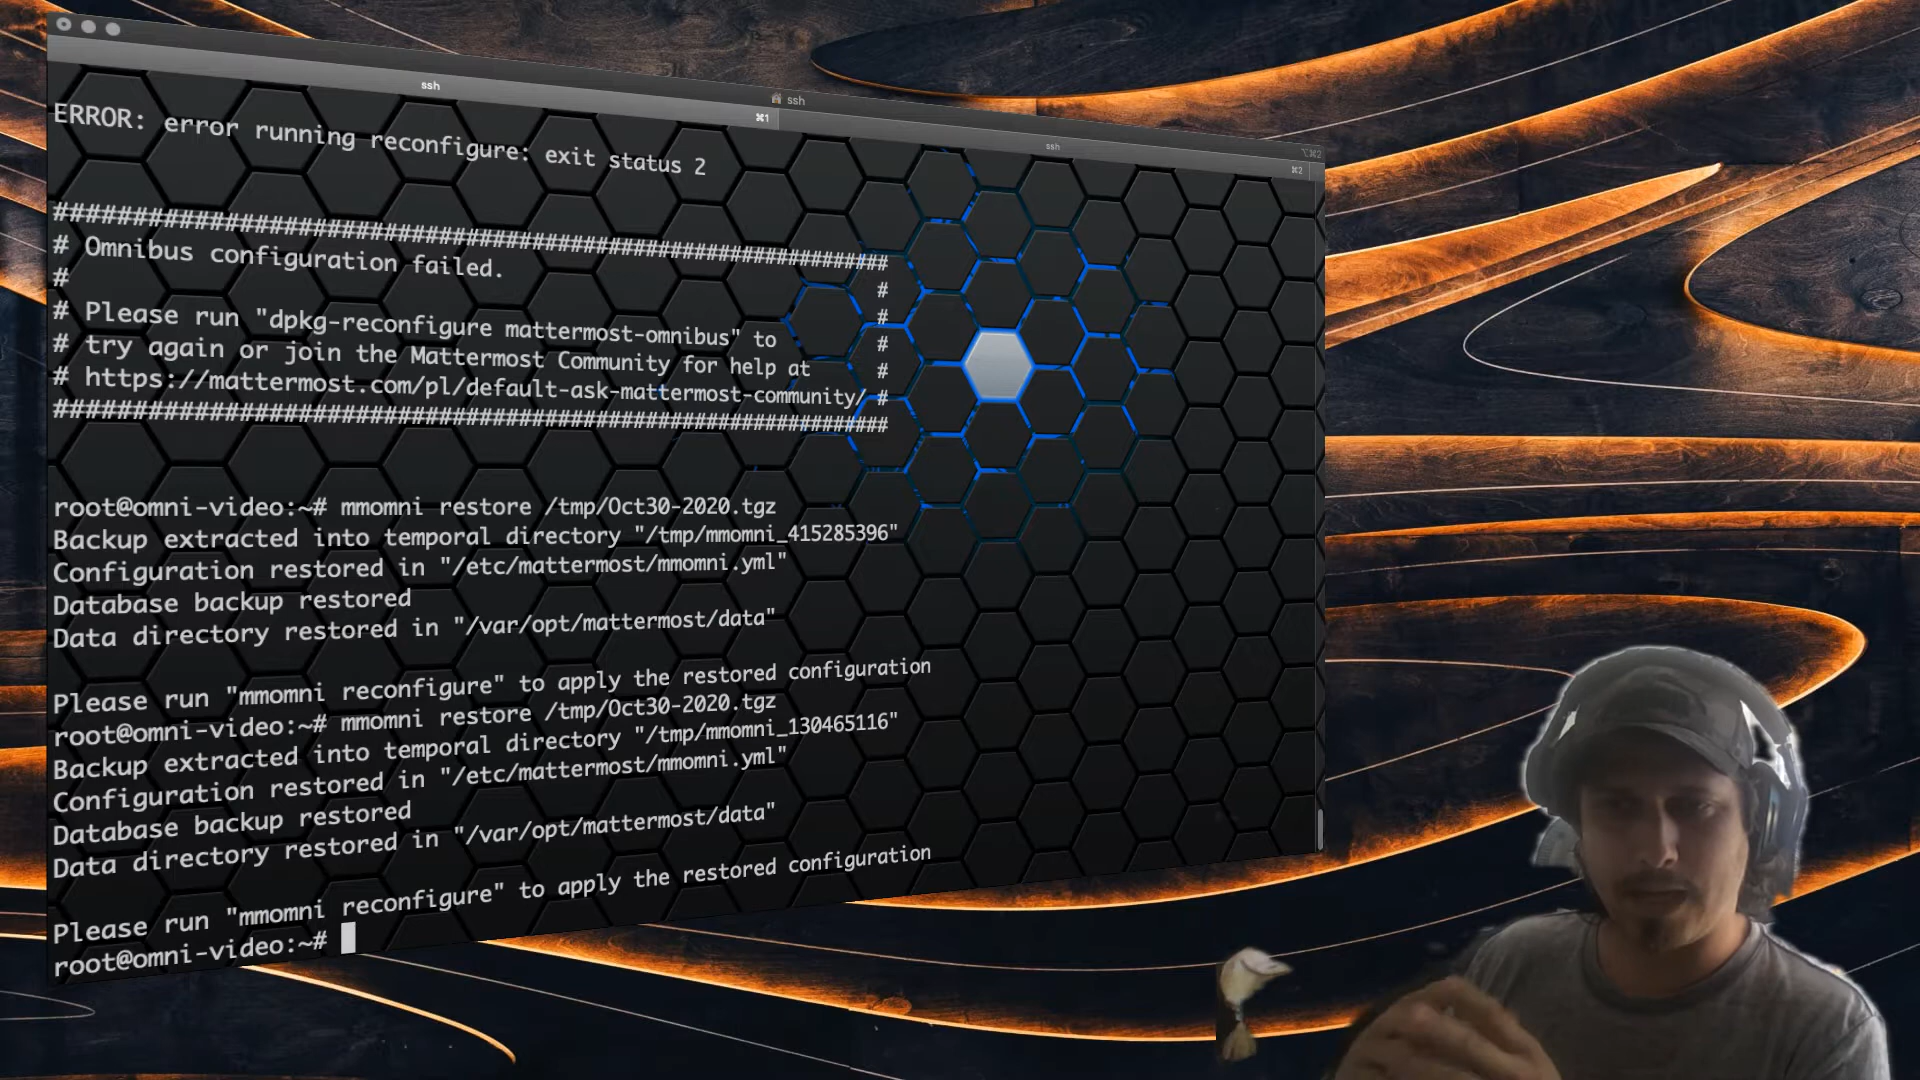 ssh
ssh
⌘1
ssh
⌥⌘2
⌘2
ERROR: error running reconfigure: exit status 2
#################################################################
# Omnibus configuration failed.
# #
# Please run "dpkg-reconfigure mattermost-omnibus" to #
# try again or join the Mattermost Community for help at #
# https://mattermost.com/pl/default-ask-mattermost-community/ #
#################################################################
root@omni-video:~# mmomni restore /tmp/Oct30-2020.tgz
Backup extracted into temporal directory "/tmp/mmomni_415285396"
Configuration restored in "/etc/mattermost/mmomni.yml"
Database backup restored
Data directory restored in "/var/opt/mattermost/data"
Please run "mmomni reconfigure" to apply the restored configuration
root@omni-video:~# mmomni restore /tmp/Oct30-2020.tgz
Backup extracted into temporal directory "/tmp/mmomni_130465116"
Configuration restored in "/etc/mattermost/mmomni.yml"
Database backup restored
Data directory restored in "/var/opt/mattermost/data"
Please run "mmomni reconfigure" to apply the restored configuration
root@omni-video:~#